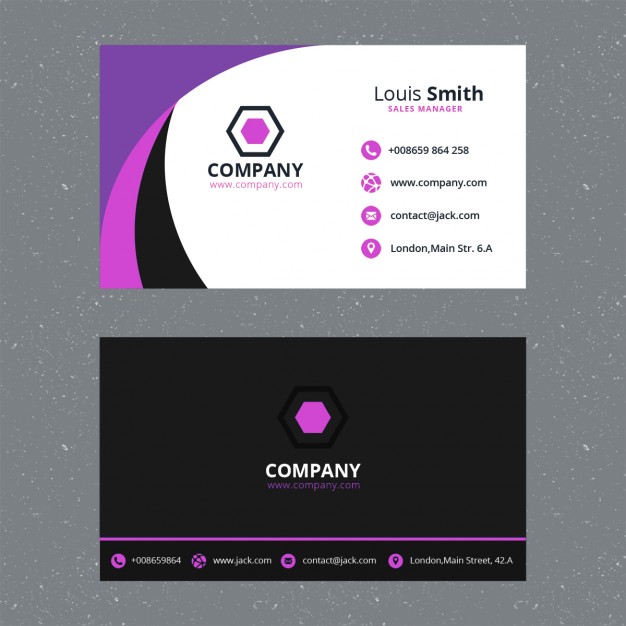 Louis Smith
SALES MANAGER
COMPANY
www.company.com
+008659 864 258
www.company.com
contact@jack.com
London,Main Str. 6.A
COMPANY
www.company.com
+008659864
www.jack.com
contact@jack.com
London,Main Street, 42.A